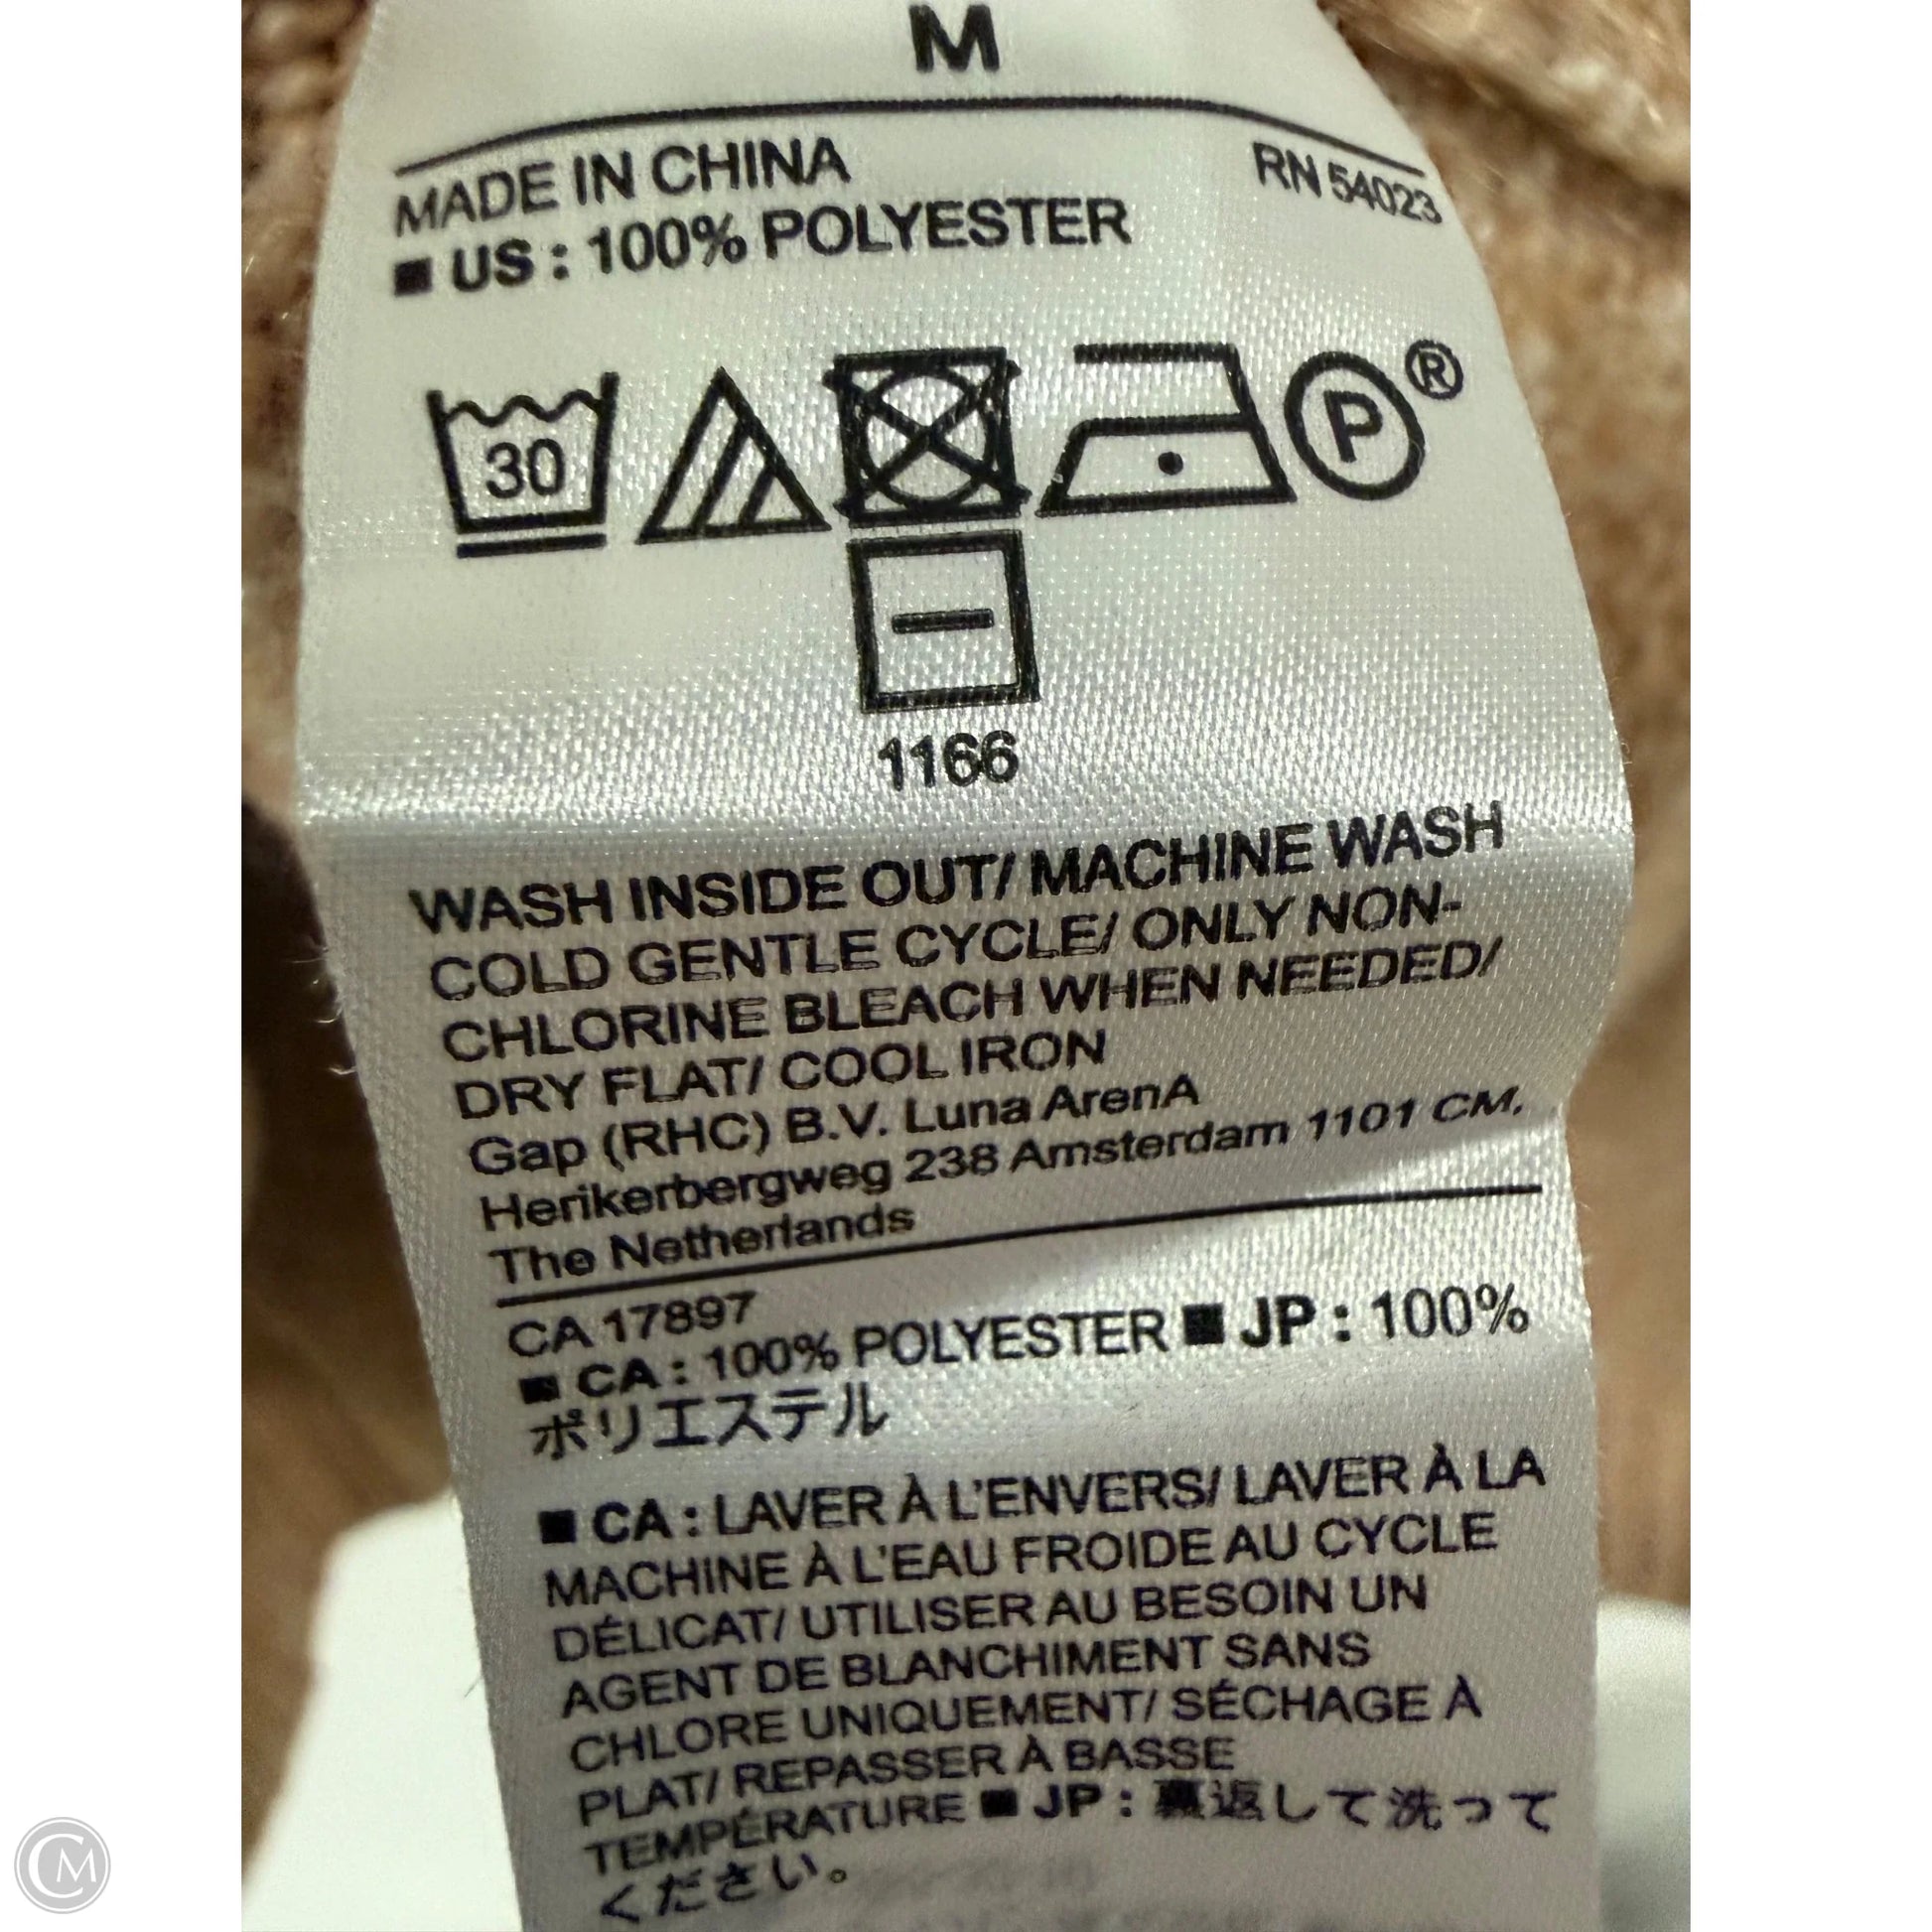 M
MADE IN CHINA RN 54023
■ US : 100% POLYESTER
30 P ®
1166
WASH INSIDE OUT/ MACHINE WASH
COLD GENTLE CYCLE/ ONLY NON-
CHLORINE BLEACH WHEN NEEDED/
DRY FLAT/ COOL IRON
Gap (RHC) B.V. Luna ArenA
Herikerbergweg 238 Amsterdam 1101 CM,
The Netherlands
CA 17897
■ CA : 100% POLYESTER ■ JP : 100%
ポリエステル
■ CA : LAVER À L'ENVERS/ LAVER À LA
MACHINE À L'EAU FROIDE AU CYCLE
DÉLICAT/ UTILISER AU BESOIN UN
AGENT DE BLANCHIMENT SANS
CHLORE UNIQUEMENT/ SÉCHAGE À
PLAT/ REPASSER À BASSE
TEMPÉRATURE ■ JP : 裏返して洗って
ください。
CM